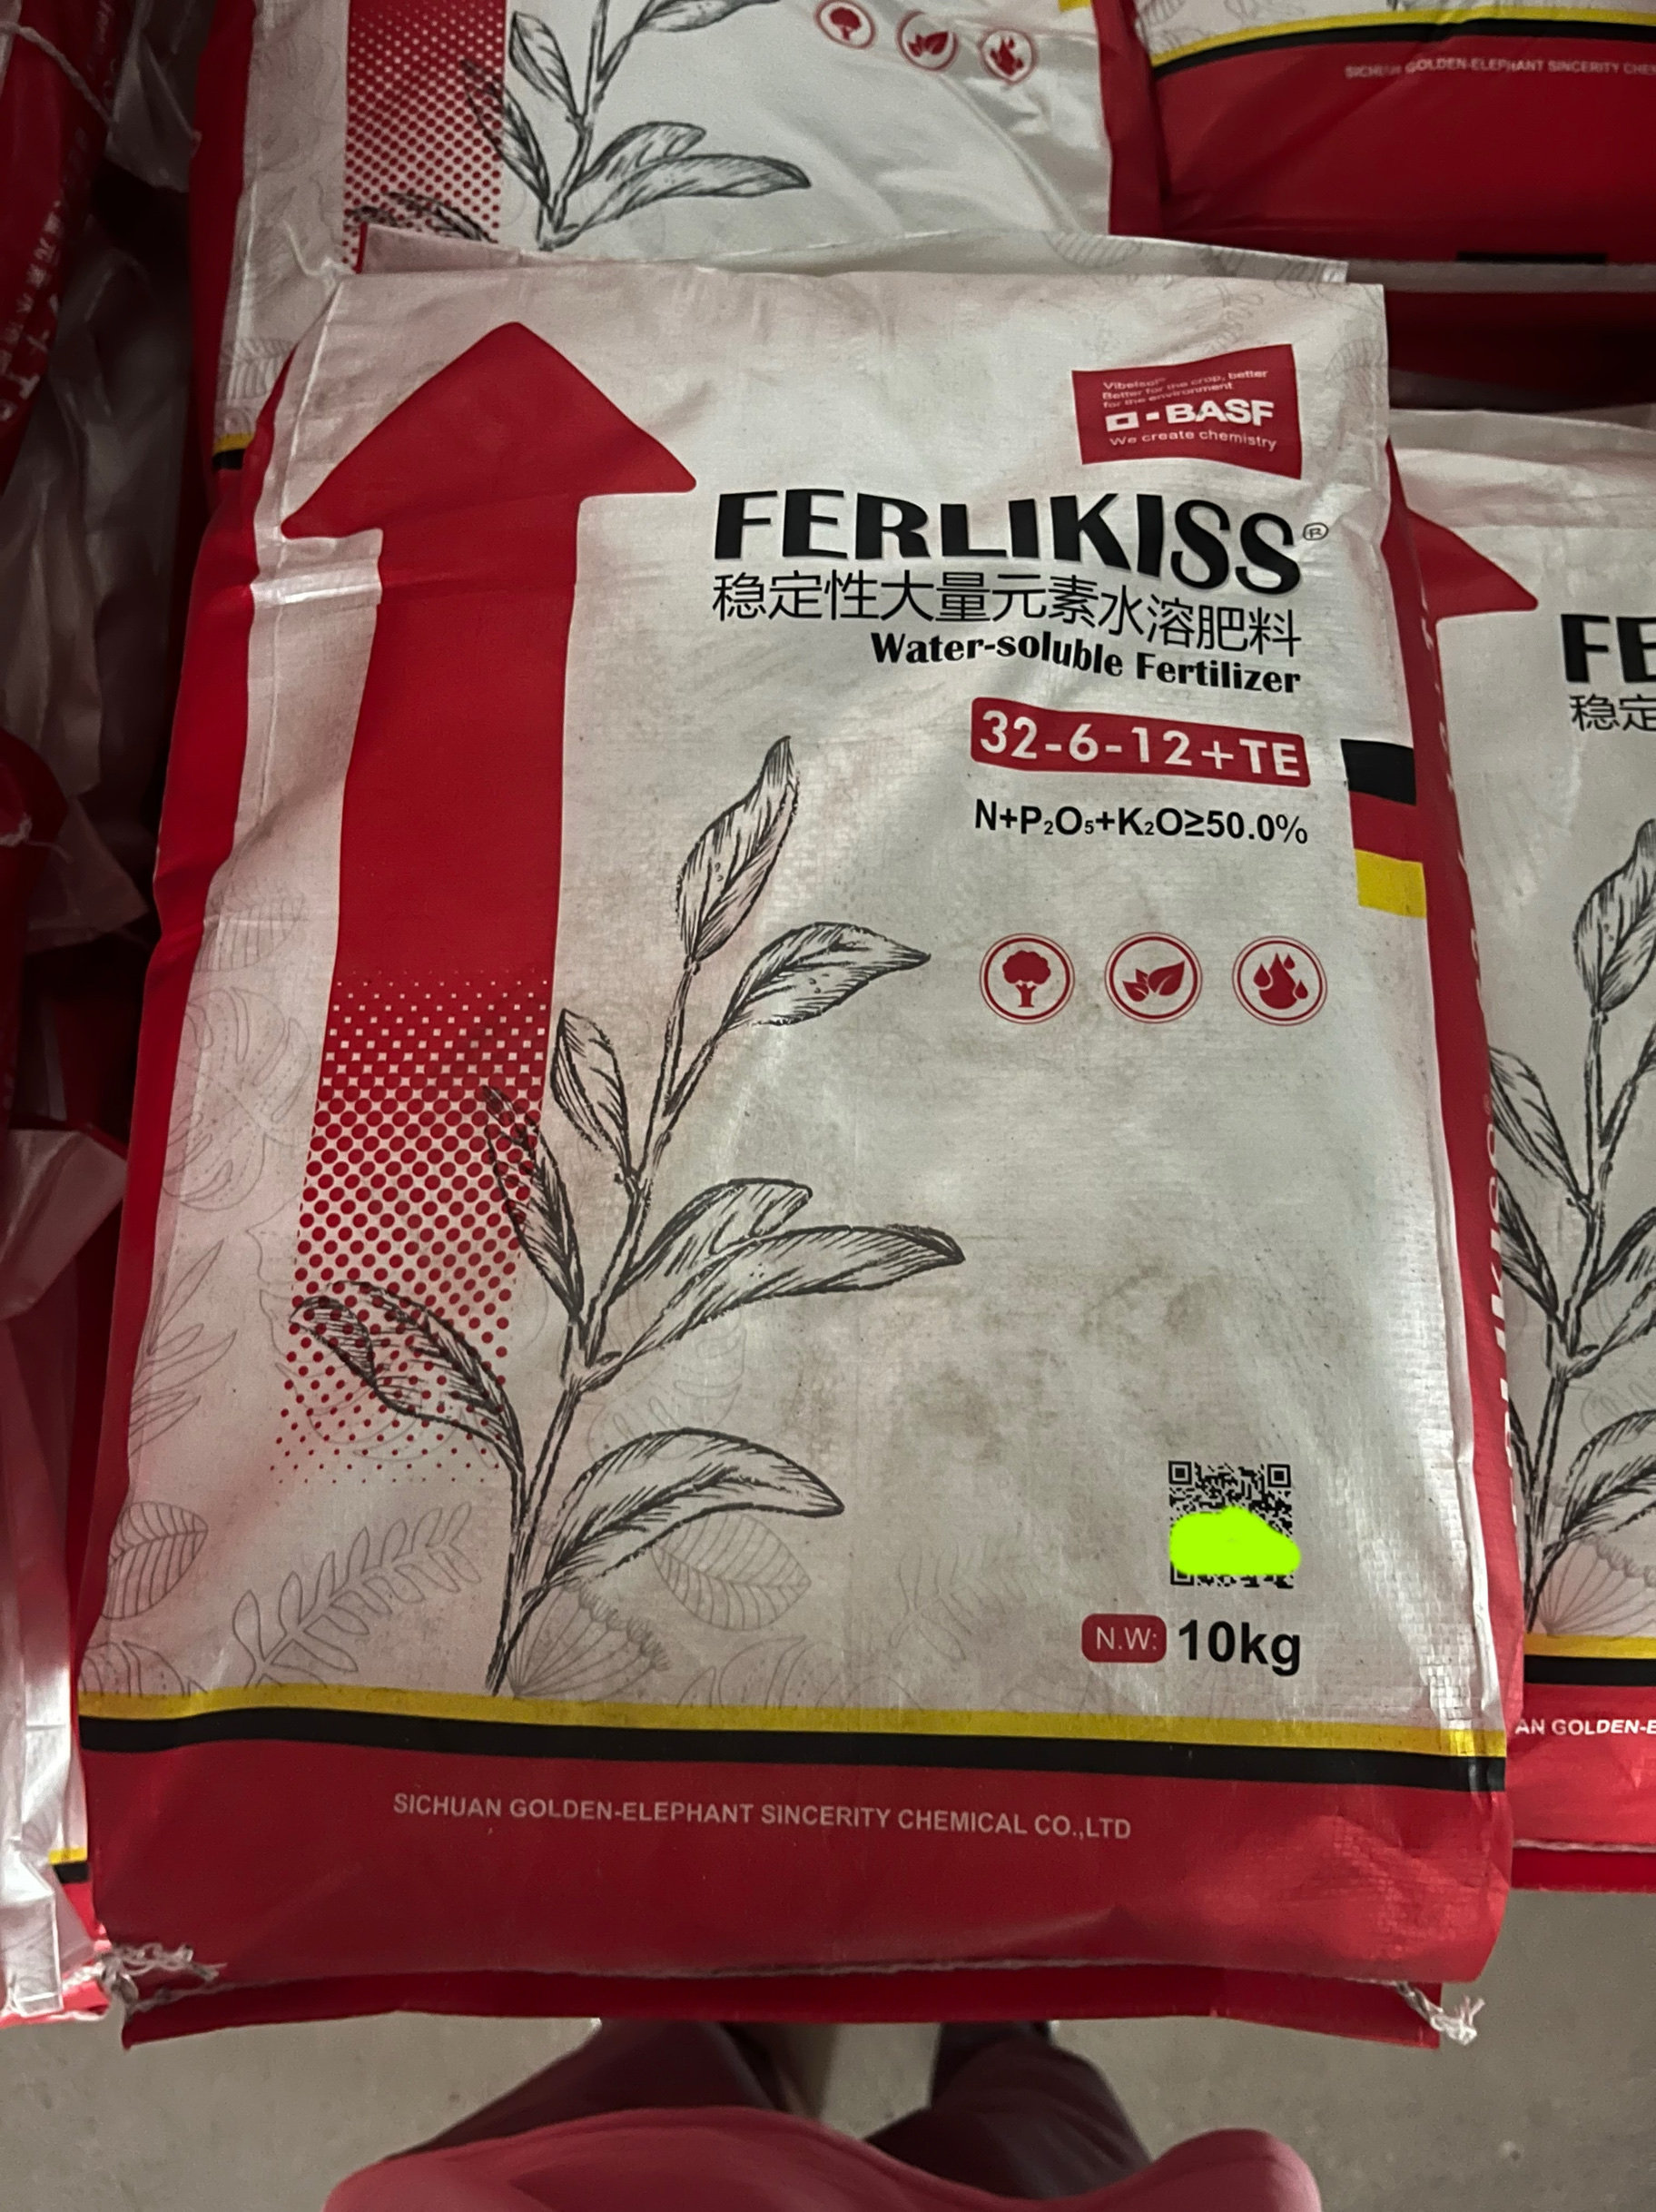 SICHUAN GOLDEN-ELEPHANT SINCERITY CHE
Vibelsol
Better for the crop, better
for the environment
BASF
We create chemistry
FERLIKISS®
稳定性大量元素水溶肥料
Water-soluble Fertilizer
32-6-12+TE
N+P₂O₅+K₂O≥50.0%
N.W: 10kg
SICHUAN GOLDEN-ELEPHANT SINCERITY CHEMICAL CO.,LTD
FE
稳定
AN GOLDEN-E